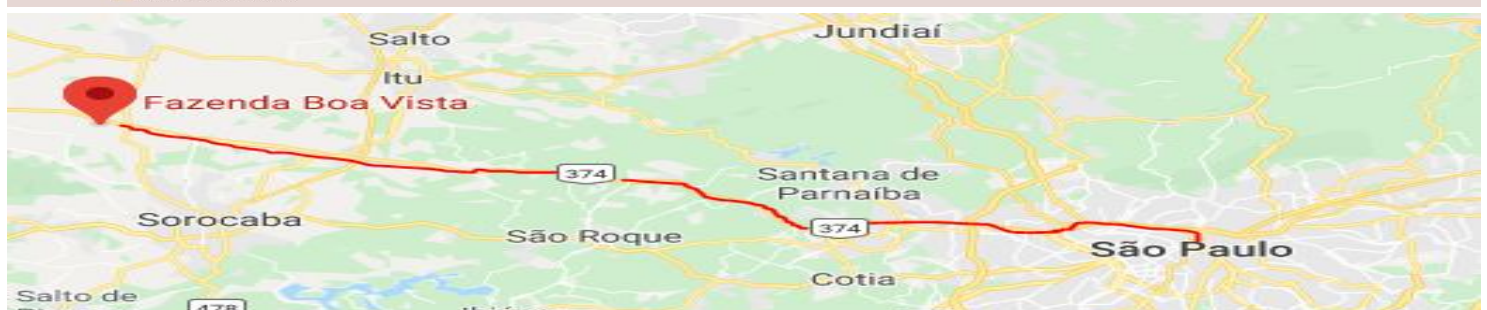 Salto
Jundiaí
Itu
Fazenda Boa Vista
374
Santana de
Parnaíba
Sorocaba
São Roque
374
São Paulo
Cotia
Salto de
478